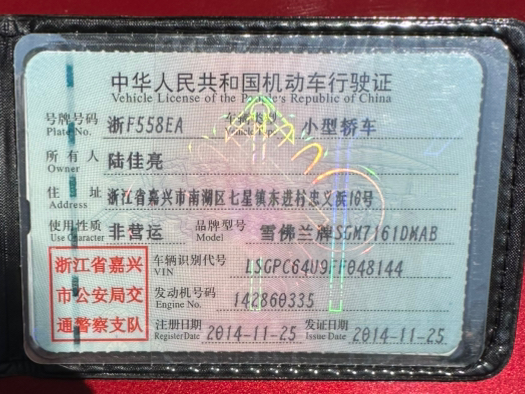 中华人民共和国机动车行驶证
Vehicle License of the People's Republic of China
号牌号码 浙F558EA 车辆类型 小型轿车
Plate No. Vehicle Type
所有人 陆佳亮
Owner
住址 浙江省嘉兴市南湖区七星镇东进村忠义浜16号
Address
使用性质 非营运 品牌型号 雪佛兰牌SGM7161DMAB
Use Character Model
浙江省嘉兴
市公安局交
通警察支队
车辆识别代号 LSGPC64U9FF048144
VIN
发动机号码 142860335
Engine No.
注册日期 2014-11-25 发证日期 2014-11-25
Register Date Issue Date